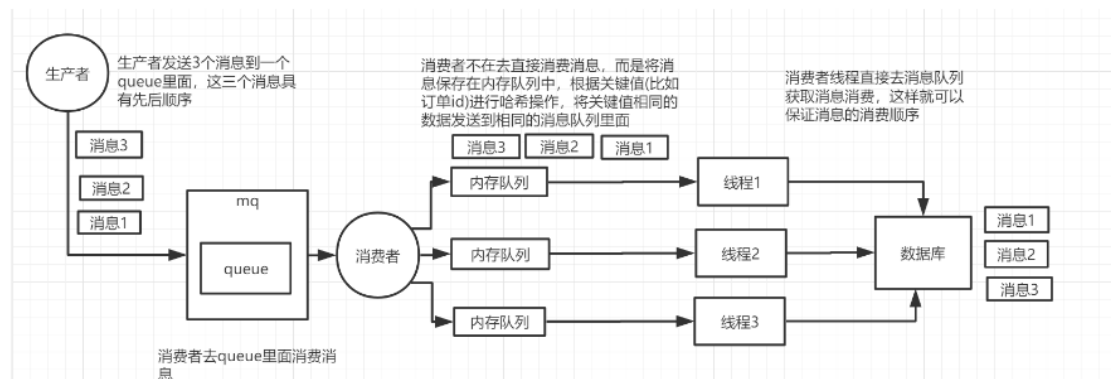 生产者
生产者发送3个消息到一个
queue里面，这三个消息具
有先后顺序
消息3
消息2
消息1
mq
queue
消费者去queue里面消费消
息
消费者
消费者不在去直接消费消息，而是将消
息保存在内存队列中，根据关键值(比如
订单id)进行哈希操作，将关键值相同的
数据发送到相同的消息队列里面
消息3
消息2
消息1
内存队列
内存队列
内存队列
线程1
线程2
线程3
消费者线程直接去消息队列
获取消息消费，这样就可以
保证消息的消费顺序
数据库
消息1
消息2
消息3